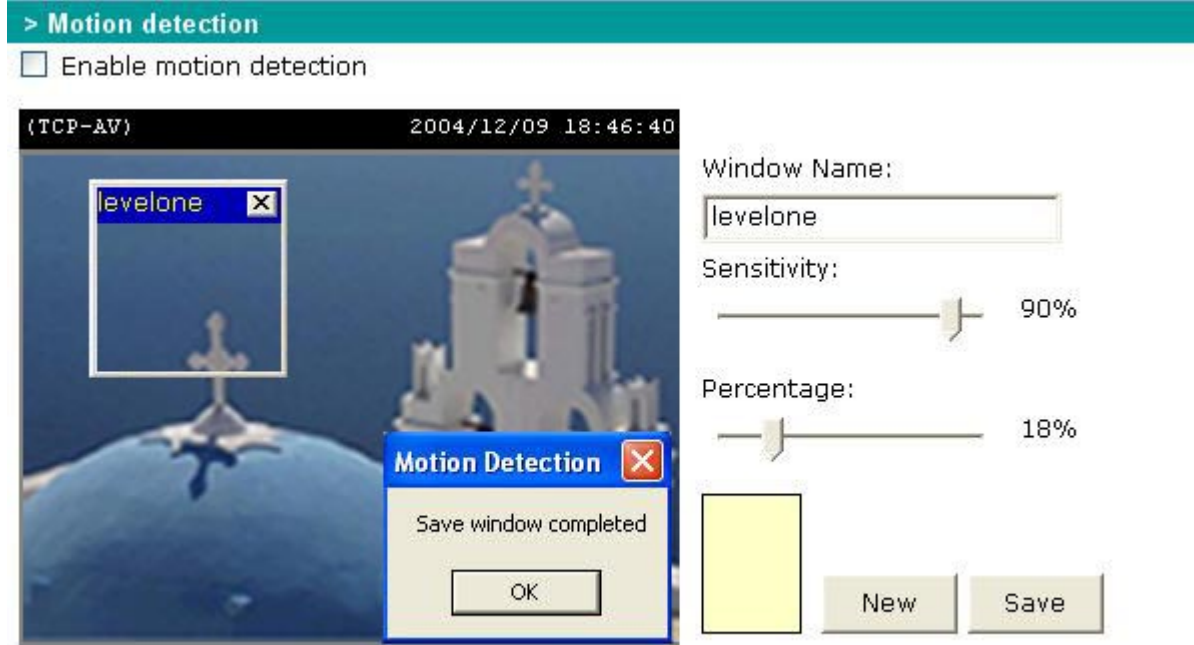 > Motion detection
Enable motion detection
(TCP-AV) 2004/12/09 18:46:40
levelone
Window Name:
levelone
Sensitivity:
90%
Percentage:
18%
Motion Detection
Save window completed
OK
New Save